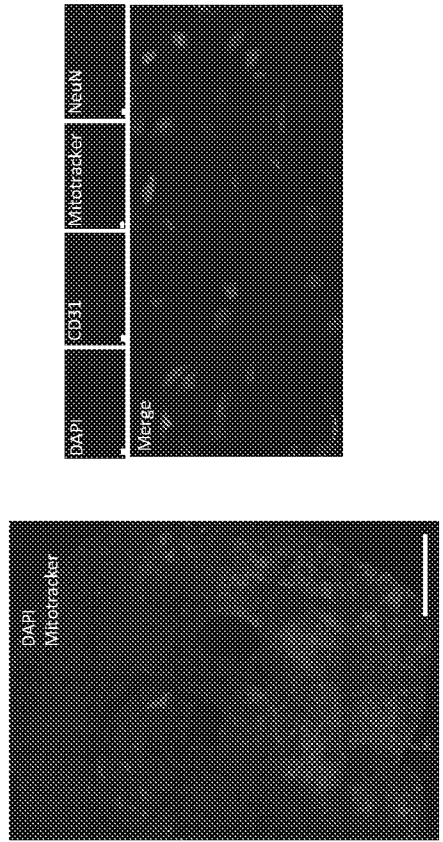 DAPI
CD31
Mitotracker
NeuN
Merge
DAPI
Mitotracker